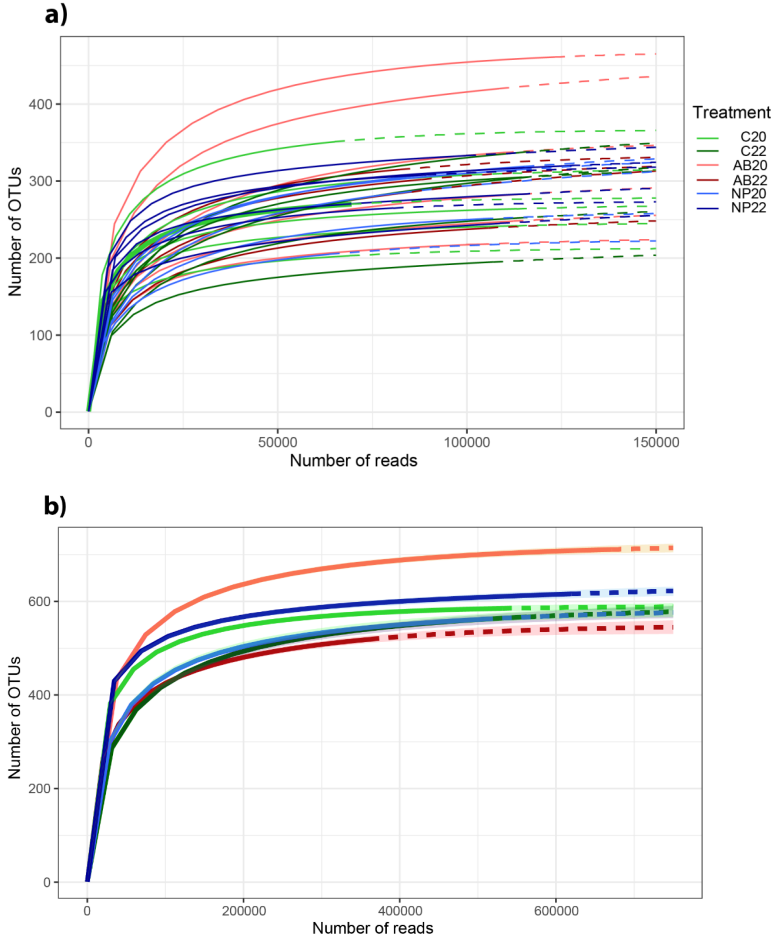 a)
Number of OTUs
400
300
200
100
0
0 50000 100000 150000
Number of reads
Treatment
C20
C22
AB20
AB22
NP20
NP22
b)
Number of OTUs
600
400
200
0
0 200000 400000 600000
Number of reads